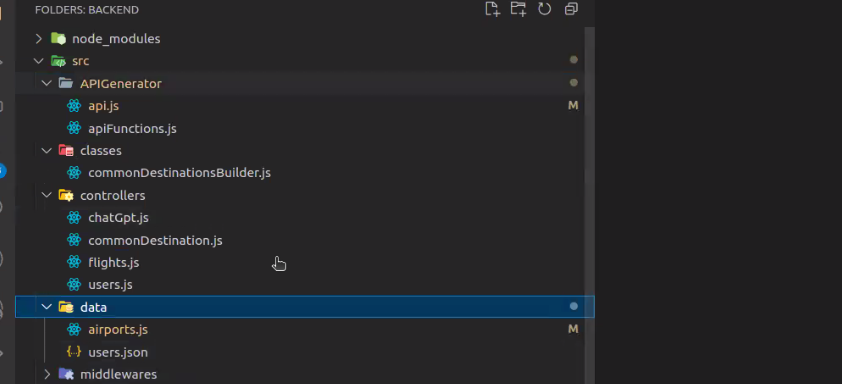 FOLDERS: BACKEND
node_modules
src
APIGenerator
api.js M
apiFunctions.js
classes
commonDestinationsBuilder.js
controllers
chatGpt.js
commonDestination.js
flights.js
users.js
data
airports.js M
{..} users.json
middlewares